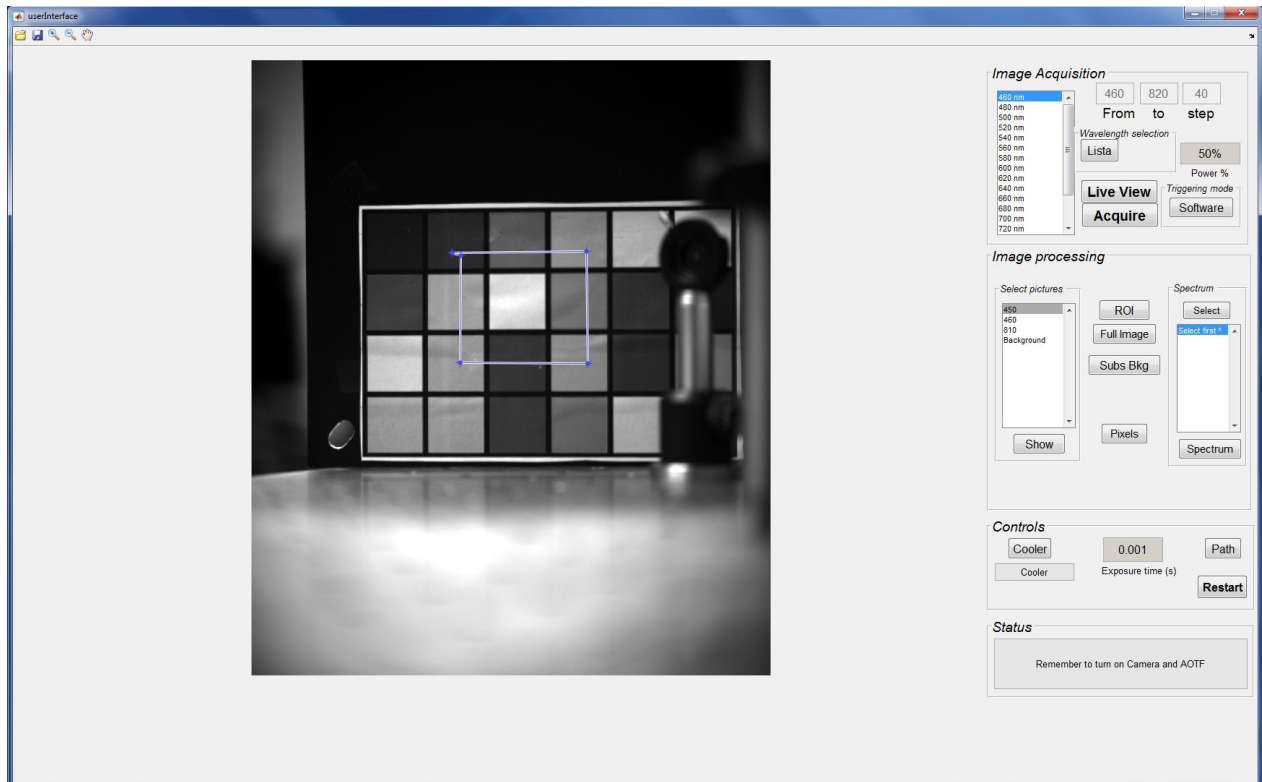 userInterface
Image Acquisition
460 nm
480 nm
500 nm
520 nm
540 nm
560 nm
580 nm
600 nm
620 nm
640 nm
660 nm
680 nm
700 nm
720 nm
460 820 40
From to step
Wavelength selection
Lista
50%
Power %
Live View
Acquire
Triggering mode
Software
Image processing
Select pictures
450
460
810
Background
Show
ROI
Full Image
Subs Bkg
Pixels
Spectrum
Select
Select first ^
Spectrum
Controls
Cooler
Cooler
0.001
Exposure time (s)
Path
Restart
Status
Remember to turn on Camera and AOTF